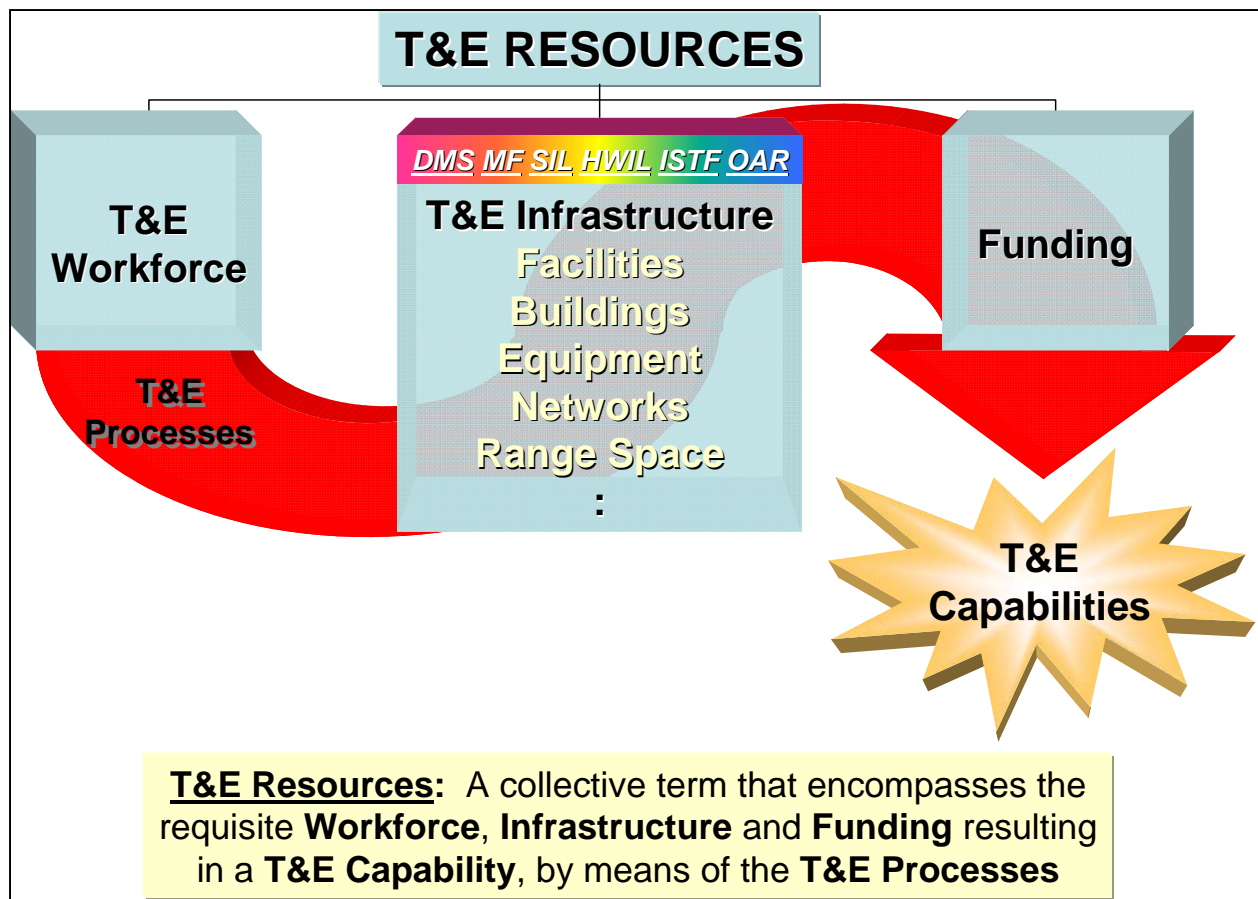 T&E RESOURCES
T&E
Workforce
DMS MF SIL HWIL ISTF OAR
T&E Infrastructure
Facilities
Buildings
Equipment
Networks
Range Space
:
Funding
T&E
Processes
T&E
Capabilities
T&E Resources: A collective term that encompasses the
requisite Workforce, Infrastructure and Funding resulting
in a T&E Capability, by means of the T&E Processes